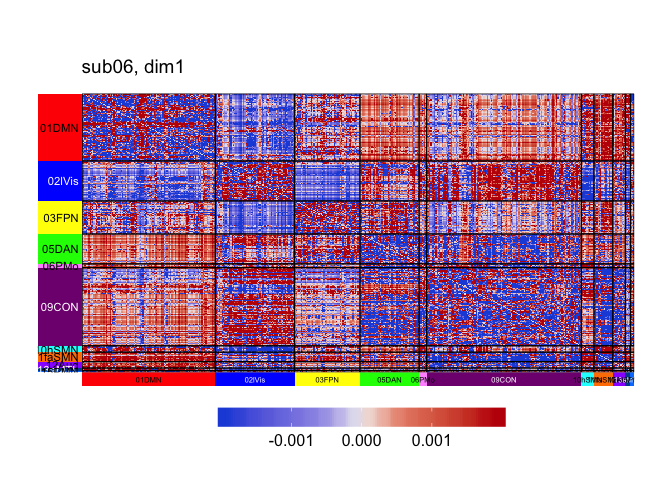 sub06, dim1
01DMN
02lVis
03FPN
05DAN
06PMo
09CON
01DMN
02lVis
03FPN
05DAN
06PMo
09CON
-0.001 0.000 0.001